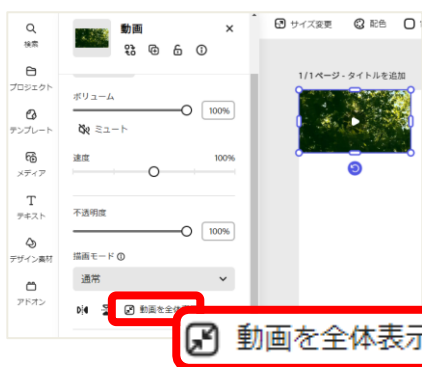 検索
プロジェクト
テンプレート
メディア
テキスト
デザイン素材
アドオン
動画
ボリューム
100%
ミュート
速度
100%
不透明度
100%
描画モード
通常
動画を全体
サイズ変更
配色
1/1ページ - タイトルを追加
動画を全体表示